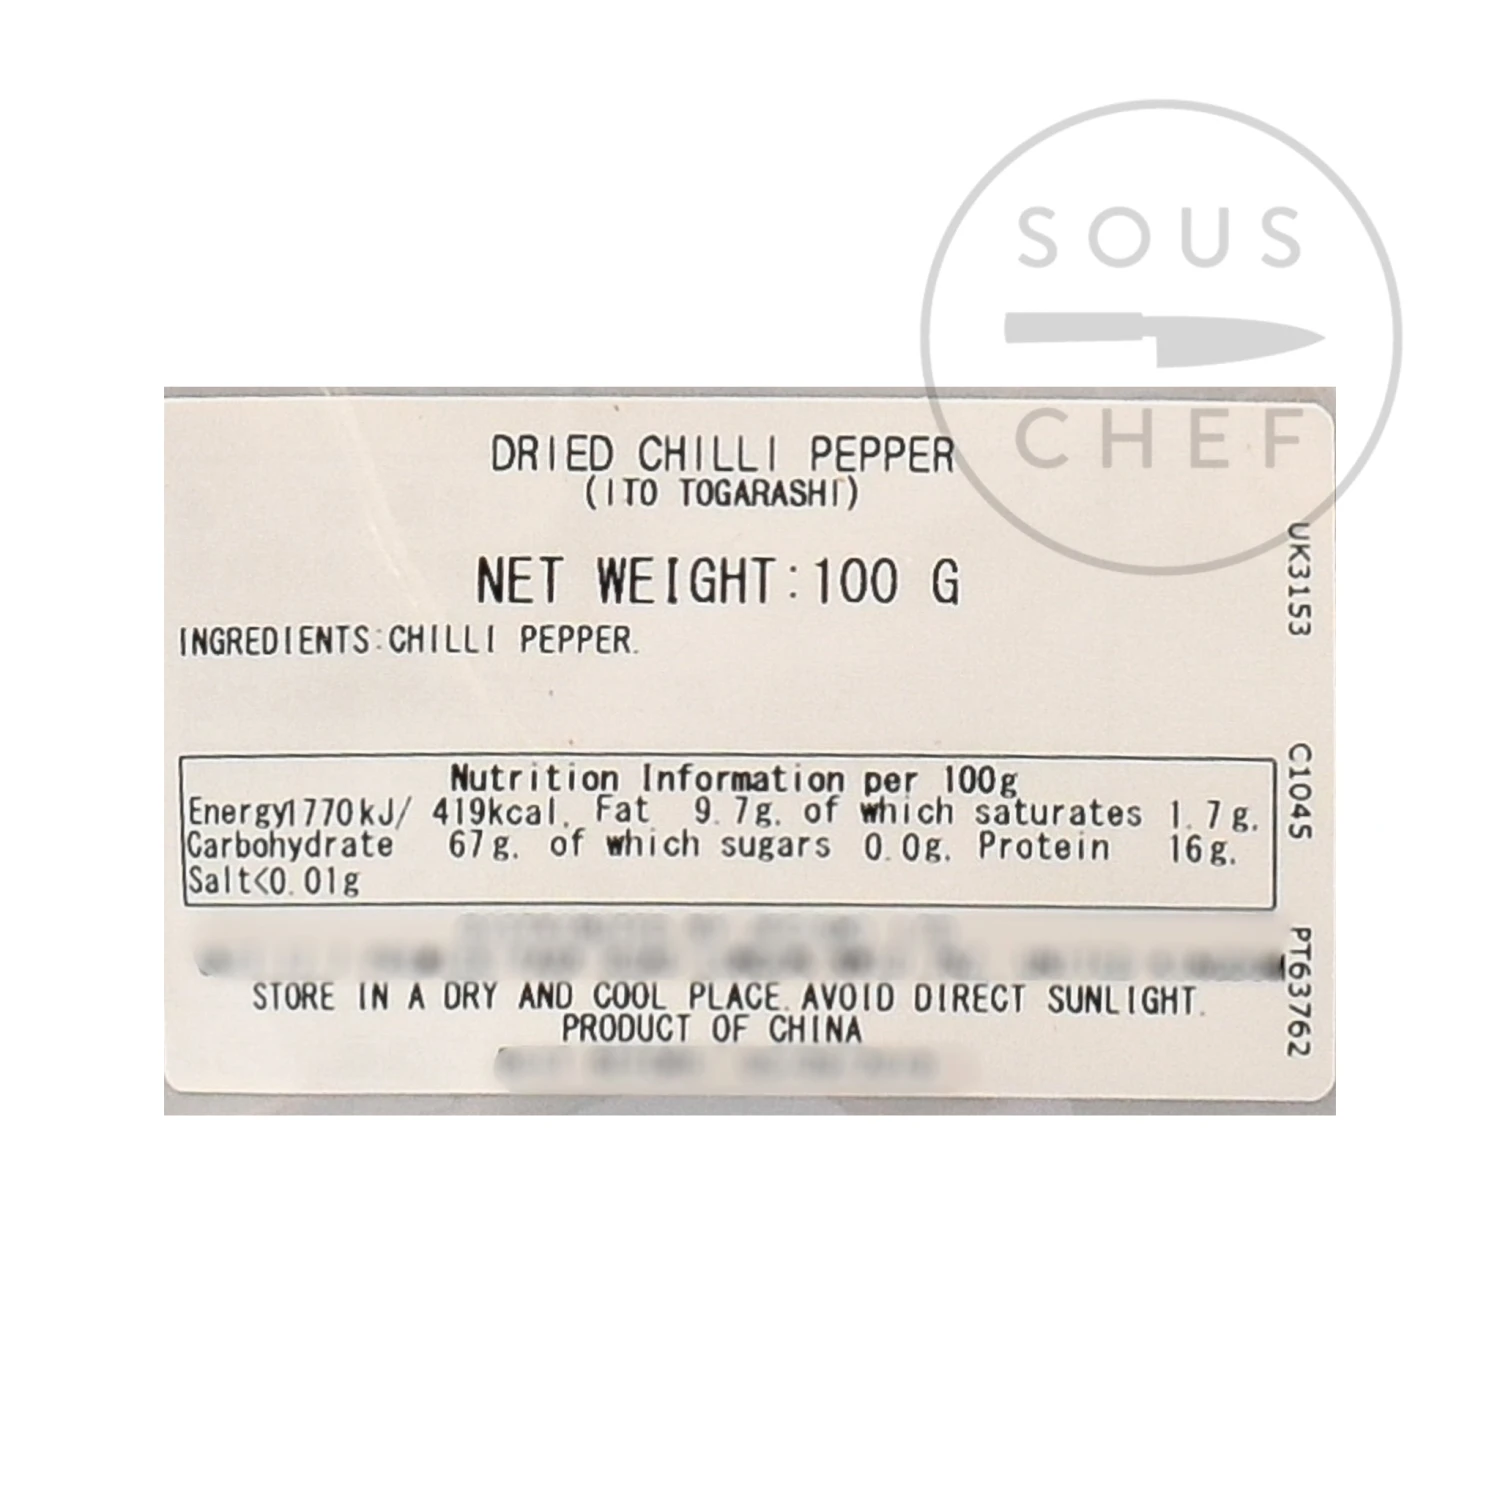 SOUS
CHEF
DRIED CHILLI PEPPER
(ITO TOGARASHI)
NET WEIGHT:100 G
INGREDIENTS:CHILLI PEPPER.
Nutrition Information per 100g
Energy1770kJ/ 419kcal. Fat 9.7g. of which saturates 1.7g.
Carbohydrate 67g. of which sugars 0.0g. Protein 16g.
Salt<0.01g
STORE IN A DRY AND COOL PLACE.AVOID DIRECT SUNLIGHT.
PRODUCT OF CHINA
UK3153
C1045
PT63762